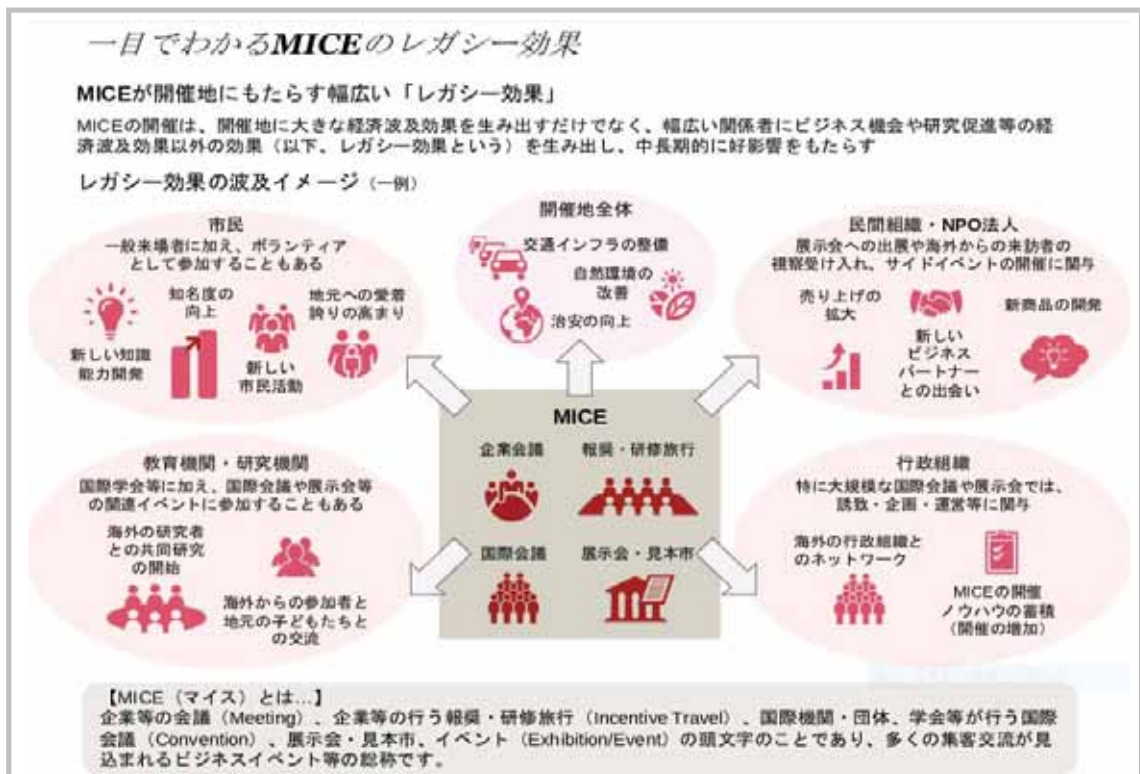 一目でわかるMICEのレガシー効果
MICEが開催地にもたらす幅広い「レガシー効果」
MICEの開催は、開催地に大きな経済波及効果を生み出すだけでなく、幅広い関係者にビジネス機会や研究促進等の経
済波及効果以外の効果（以下、レガシー効果という）を生み出し、中長期的に好影響をもたらす
レガシー効果の波及イメージ（一例）
市民
一般来場者に加え、ボランティア
として参加することもある
知名度の
向上
地元への愛着
誇りの高まり
新しい知識
能力開発
新しい
市民活動
開催地全体
交通インフラの整備
自然環境の
改善
治安の向上
民間組織・NPO法人
展示会への出展や海外からの来訪者の
視察受け入れ、サイドイベントの開催に関与
売り上げの
拡大
新商品の開発
新しい
ビジネス
パートナー
との出会い
MICE
企業会議
報奨・研修旅行
国際会議
展示会・見本市
教育機関・研究機関
国際学会等に加え、国際会議や展示会等
の関連イベントに参加することもある
海外の研究者
との共同研究
の開始
海外からの参加者と
地元の子どもたちと
の交流
行政組織
特に大規模な国際会議や展示会では、
誘致・企画・運営等に関与
海外の行政組織と
のネットワーク
MICEの開催
ノウハウの蓄積
（開催の増加）
【MICE（マイス）とは…】
企業等の会議（Meeting）、企業等の行う報奨・研修旅行（Incentive Travel）、国際機関・団体、学会等が行う国際
会議（Convention）、展示会・見本市、イベント（Exhibition/Event）の頭文字のことであり、多くの集客交流が見
込まれるビジネスイベント等の総称です。